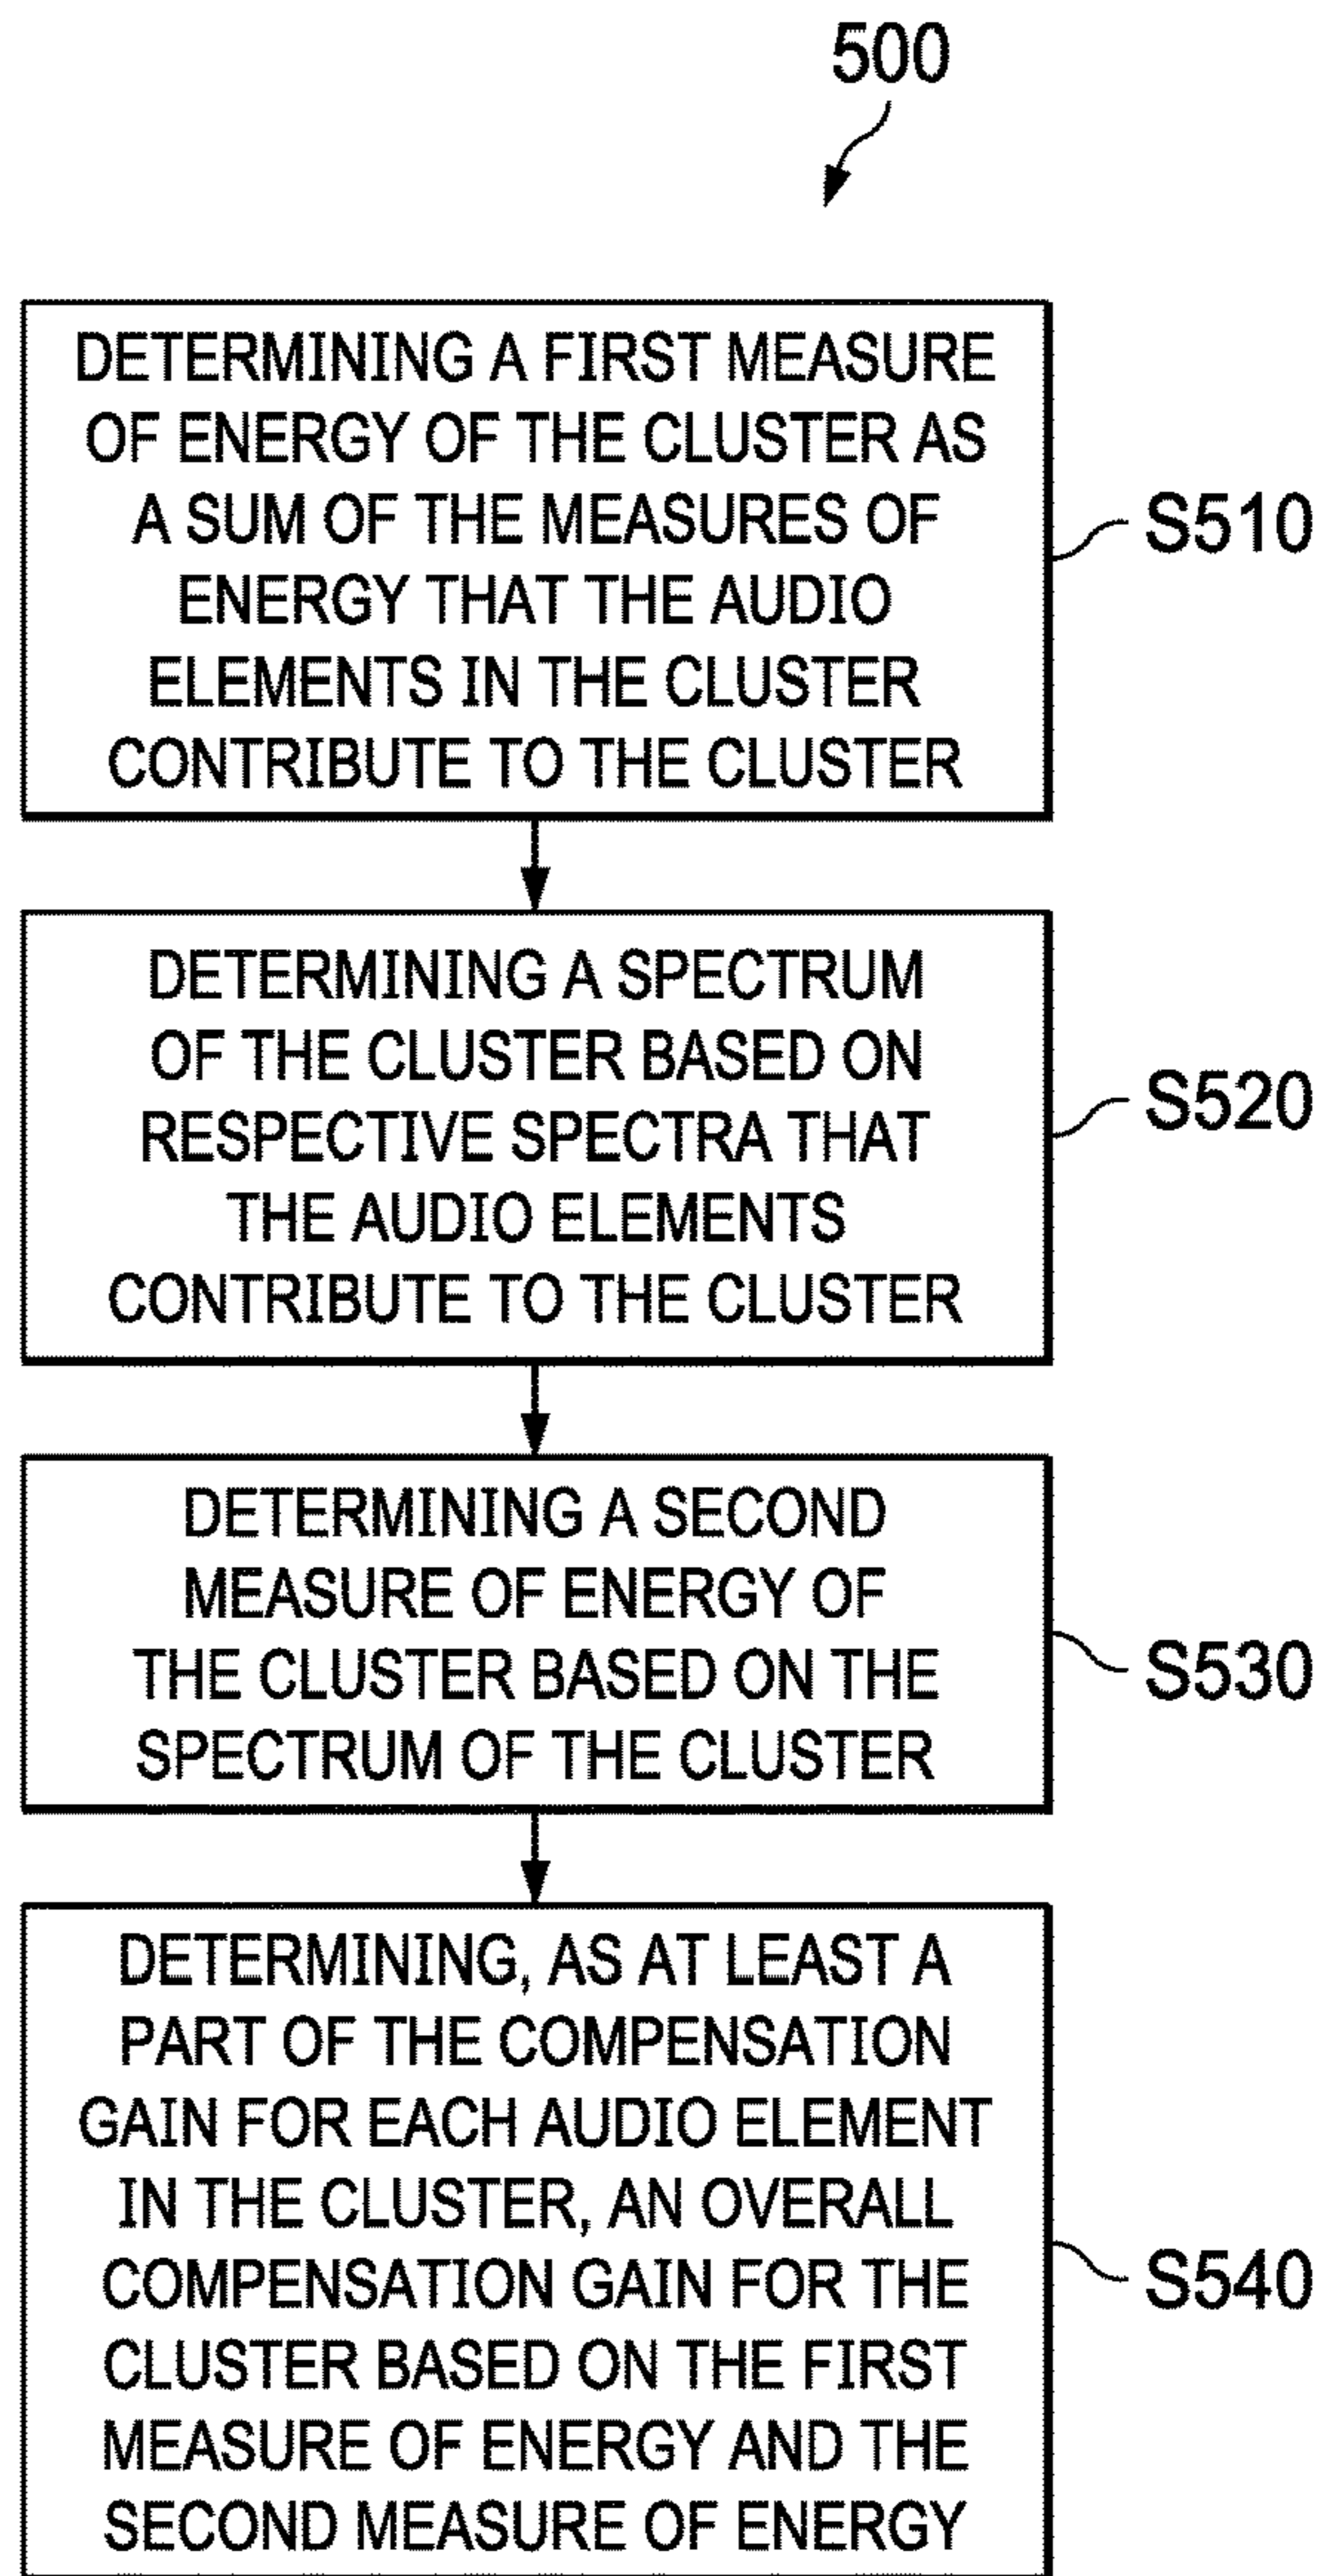 500
DETERMINING A FIRST MEASURE
OF ENERGY OF THE CLUSTER AS
A SUM OF THE MEASURES OF
ENERGY THAT THE AUDIO
ELEMENTS IN THE CLUSTER
CONTRIBUTE TO THE CLUSTER
S510
DETERMINING A SPECTRUM
OF THE CLUSTER BASED ON
RESPECTIVE SPECTRA THAT
THE AUDIO ELEMENTS
CONTRIBUTE TO THE CLUSTER
S520
DETERMINING A SECOND
MEASURE OF ENERGY OF
THE CLUSTER BASED ON THE
SPECTRUM OF THE CLUSTER
S530
DETERMINING, AS AT LEAST A
PART OF THE COMPENSATION
GAIN FOR EACH AUDIO ELEMENT
IN THE CLUSTER, AN OVERALL
COMPENSATION GAIN FOR THE
CLUSTER BASED ON THE FIRST
MEASURE OF ENERGY AND THE
SECOND MEASURE OF ENERGY
S540